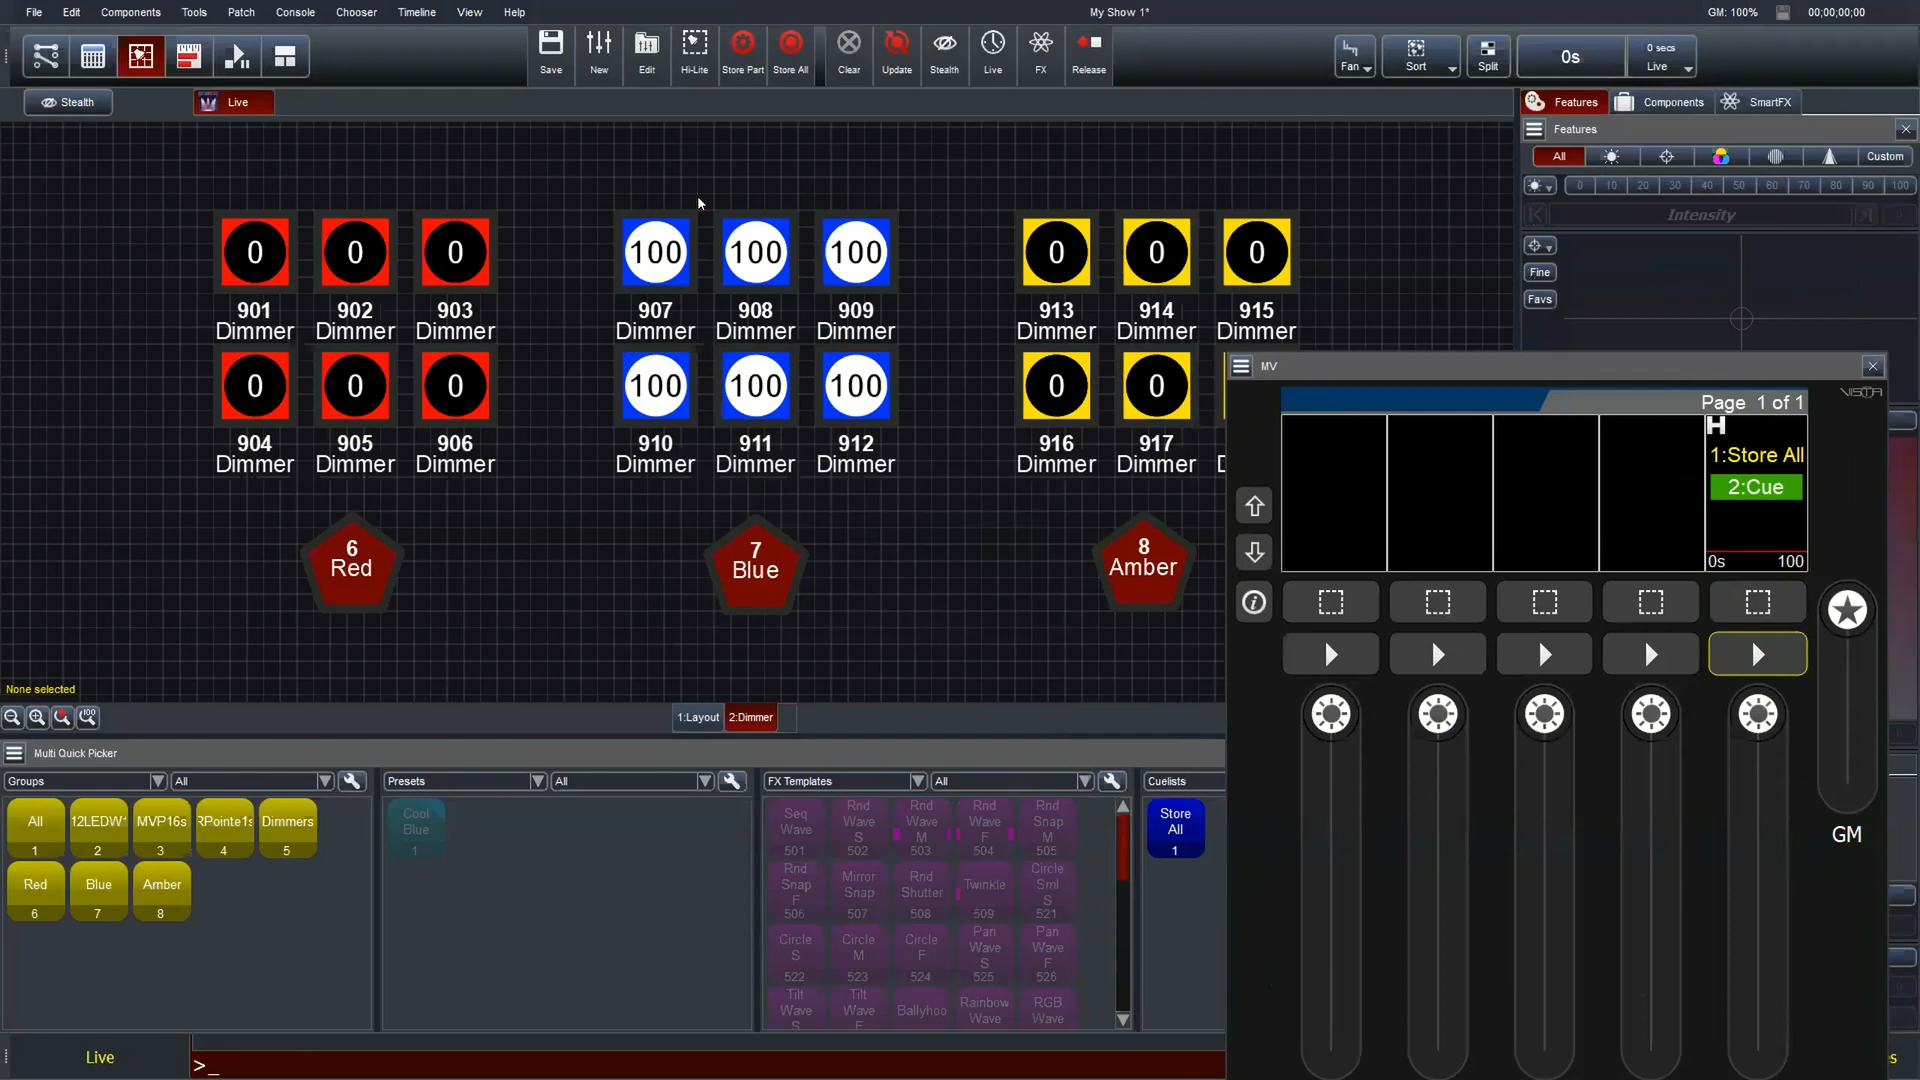 File Edit Components Tools Patch Console Chooser Timeline View Help My Show 1* GM: 100% 00;00;00;00
Save New Edit Hi-Lite Store Part Store All Clear Update Stealth Live FX Release Fan Sort Split 0s 0 secs Live
Stealth Live Features Components SmartFX
Features
All Custom
0 10 20 30 40 50 60 70 80 90 100
Intensity
Fine
Favs
0 0 0 100 100 100 0 0 0
901 902 903 907 908 909 913 914 915
Dimmer Dimmer Dimmer Dimmer Dimmer Dimmer Dimmer Dimmer Dimmer
0 0 0 100 100 100 0 0
904 905 906 910 911 912 916 917
Dimmer Dimmer Dimmer Dimmer Dimmer Dimmer Dimmer Dimmer
6 Red
7 Blue
8 Amber
None selected
1:Layout 2:Dimmer
MV
VISTA
Page 1 of 1
H
1:Store All
2:Cue
0s 100
GM
Multi Quick Picker
Groups All Presets All FX Templates All Cuelists
All 1
12LEDW 2
MVP16s 3
RPointe1s 4
Dimmers 5
Red 6
Blue 7
Amber 8
Cool Blue 1
Seq Wave 501
Rnd Wave S 502
Rnd Wave M 503
Rnd Wave F 504
Rnd Snap M 505
Rnd Snap F 506
Mirror Snap 507
Rnd Shutter 508
Twinkle 509
Circle Sml S 521
Circle S 522
Circle M 523
Circle F 524
Pan Wave S 525
Pan Wave F 526
Tilt Wave S
Tilt Wave F
Ballyhoo
Rainbow Wave
RGB Wave
Store All 1
Live
>_